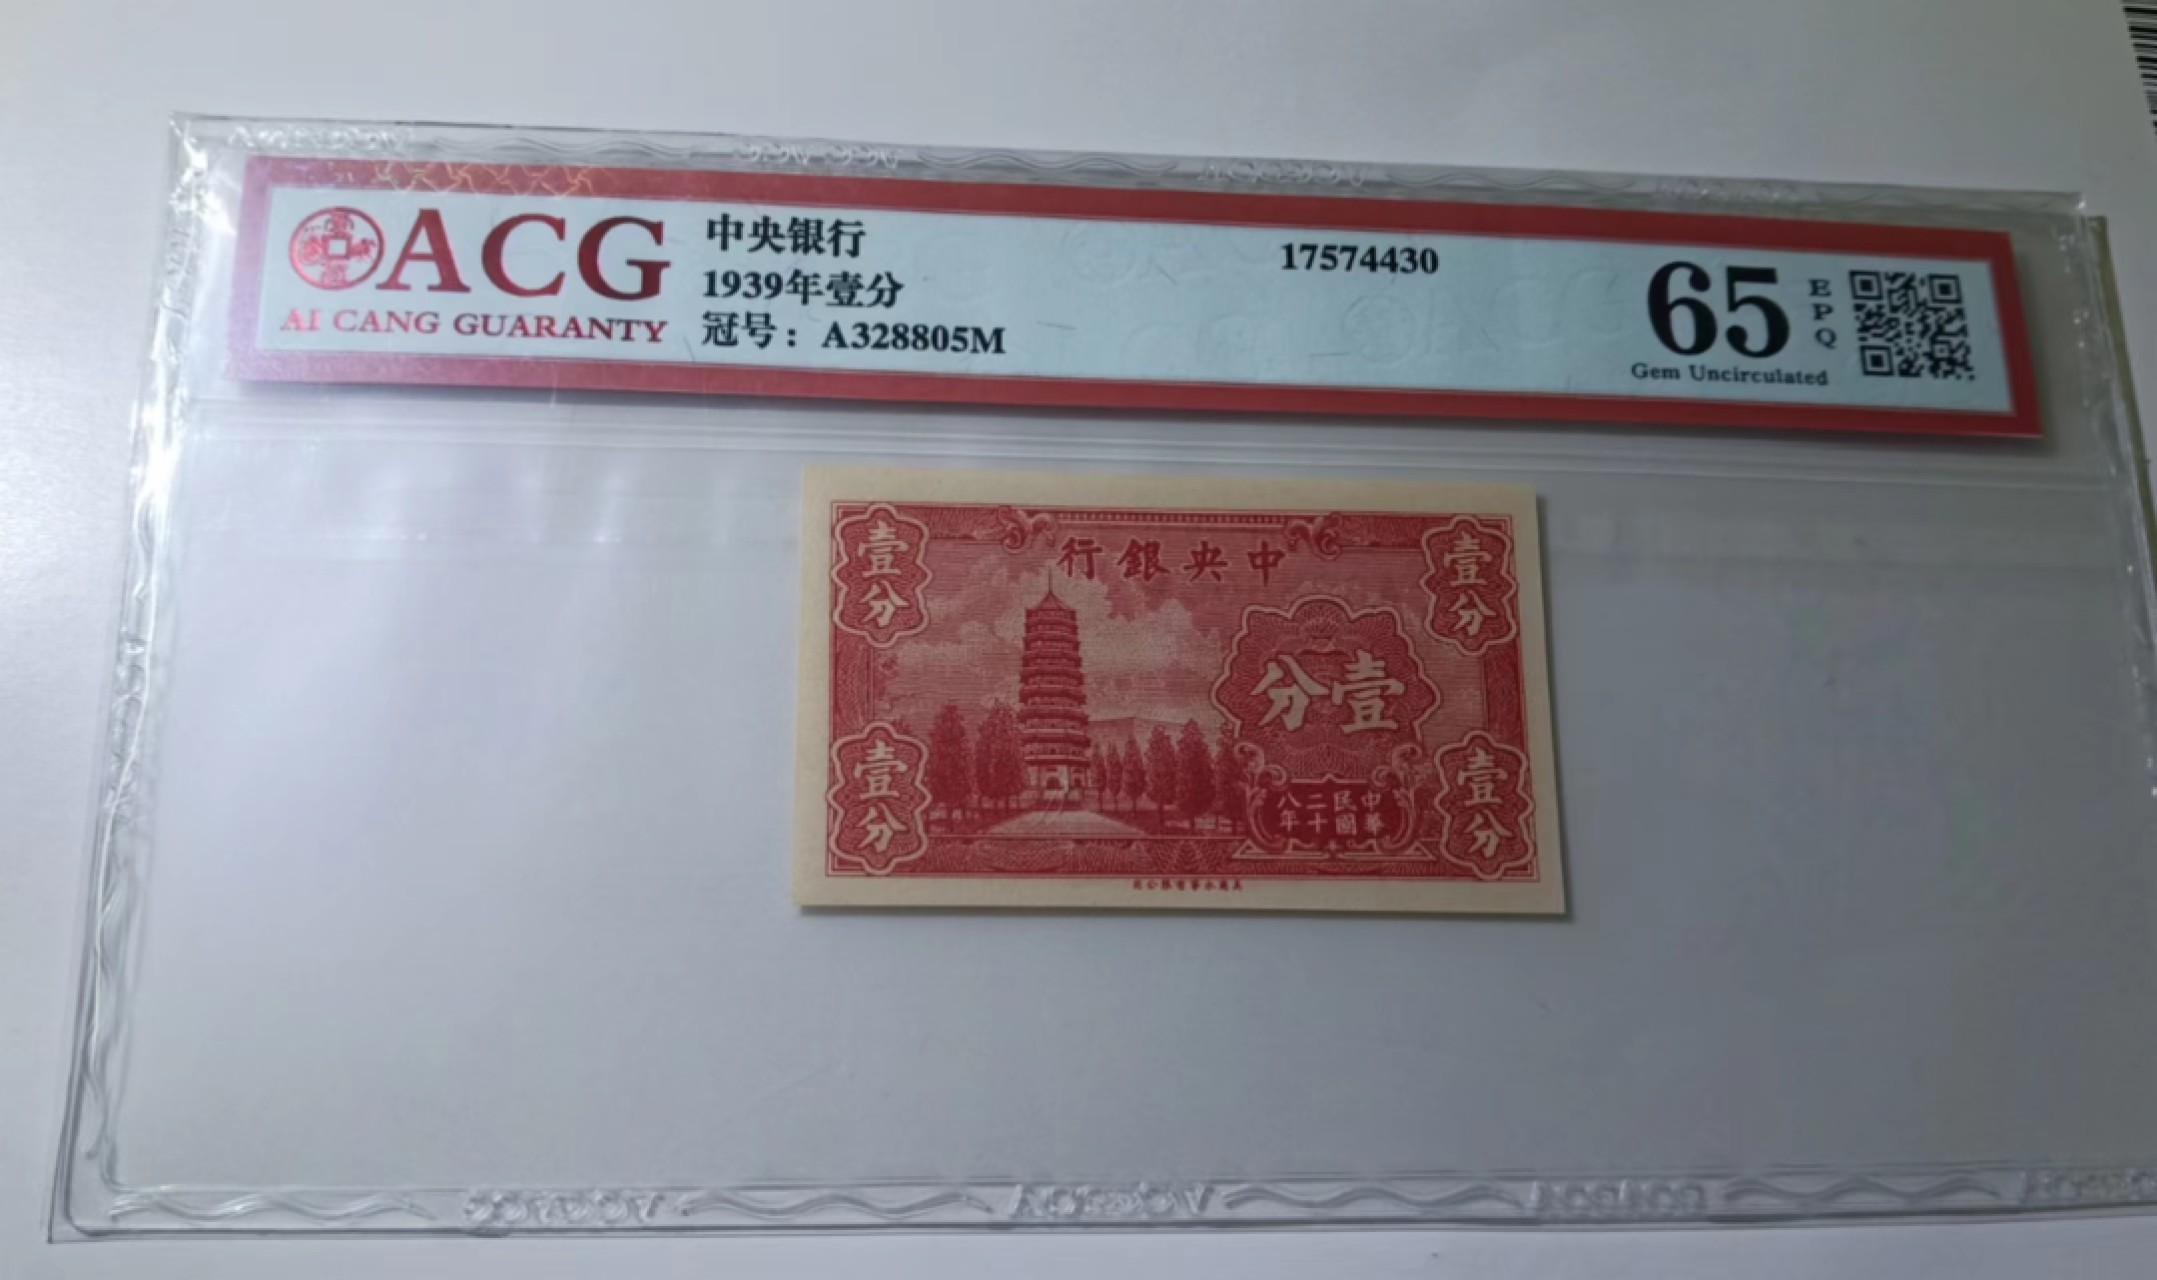 ACG
AI CANG GUARANTY
中央银行
1939年壹分
冠号：A328805M
17574430
65
EPQ
Gem Uncirculated
行銀央中
壹分
壹分
分壹
壹分
壹分
中華
民國
二十
八年